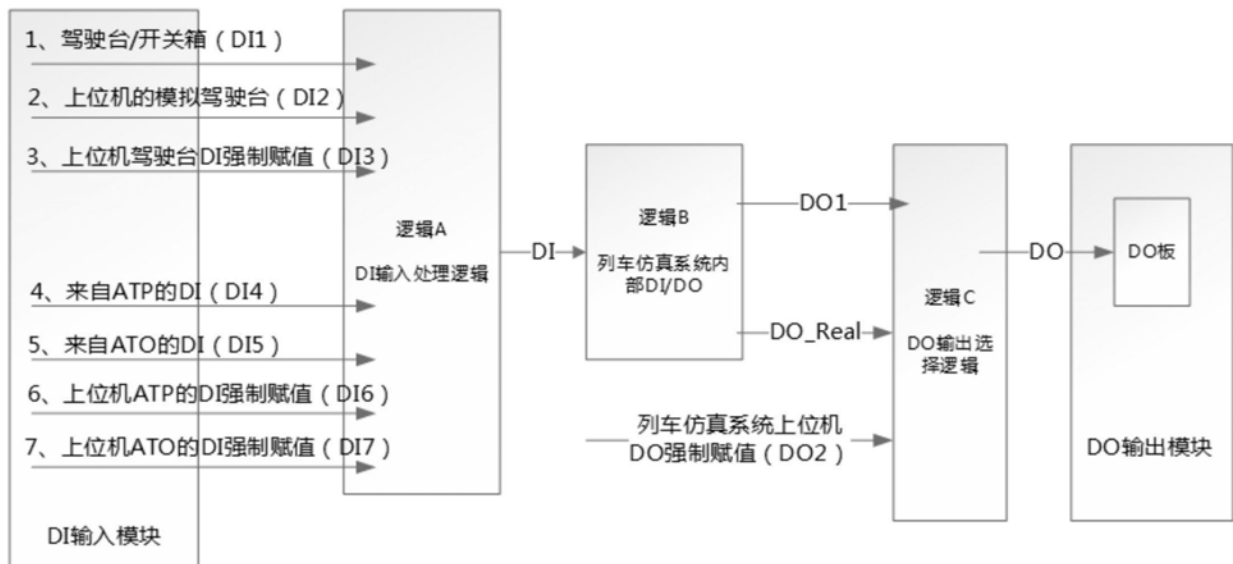 1、驾驶台/开关箱（DI1）
2、上位机的模拟驾驶台（DI2）
3、上位机驾驶台DI强制赋值（DI3）
4、来自ATP的DI（DI4）
5、来自ATO的DI（DI5）
6、上位机ATP的DI强制赋值（DI6）
7、上位机ATO的DI强制赋值（DI7）
DI输入模块
逻辑A
DI输入处理逻辑
DI
逻辑B
列车仿真系统内
部DI/DO
DO1
DO_Real
列车仿真系统上位机
DO强制赋值（DO2）
逻辑C
DO输出选
择逻辑
DO
DO板
DO输出模块